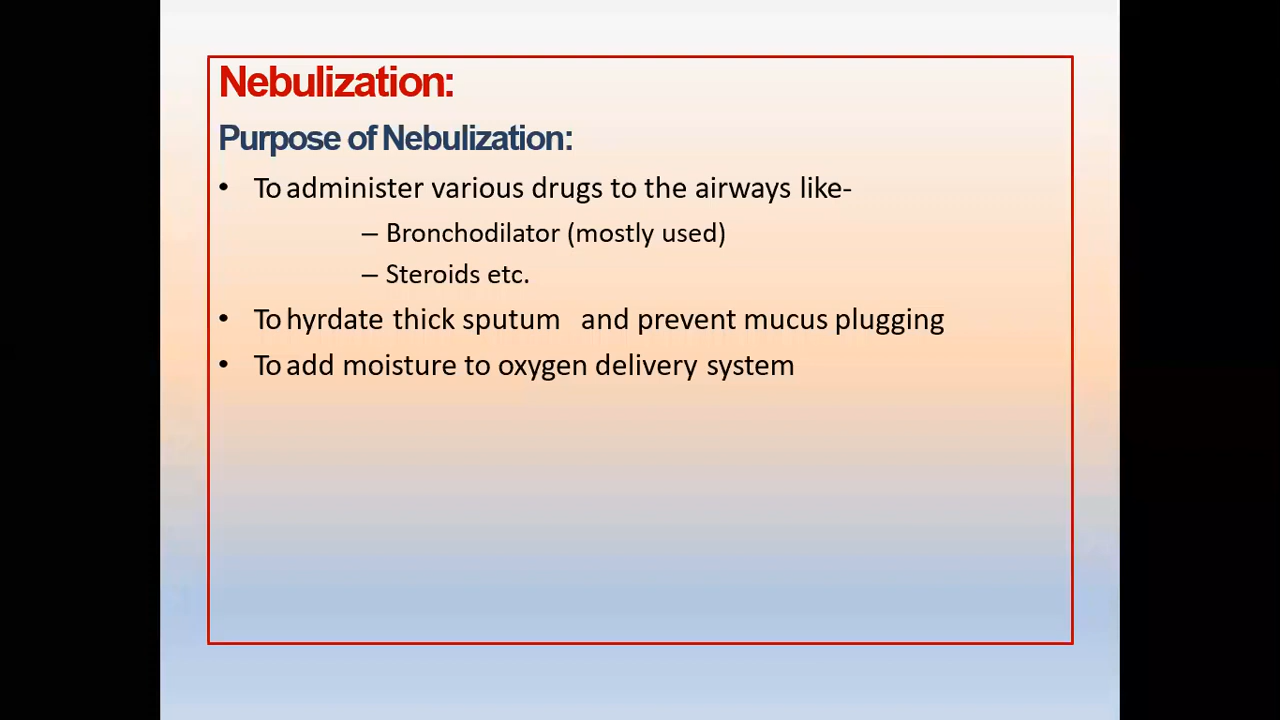 Nebulization:
Purpose of Nebulization:
• To administer various drugs to the airways like-
– Bronchodilator (mostly used)
– Steroids etc.
• To hyrdate thick sputum and prevent mucus plugging
• To add moisture to oxygen delivery system